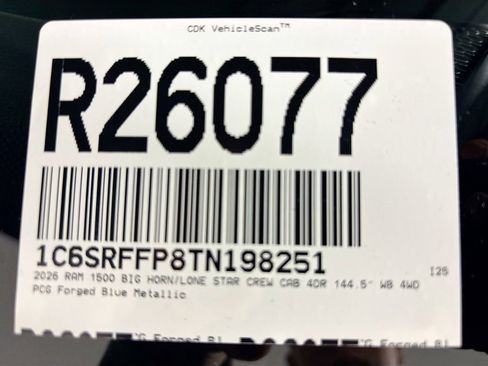 CDK VehicleScan™
R26077
1C6SRFFP8TN198251
I25
2026 RAM 1500 BIG HORN/LONE STAR CREW CAB 4DR 144.5" WB 4WD
PCG Forged Blue Metallic